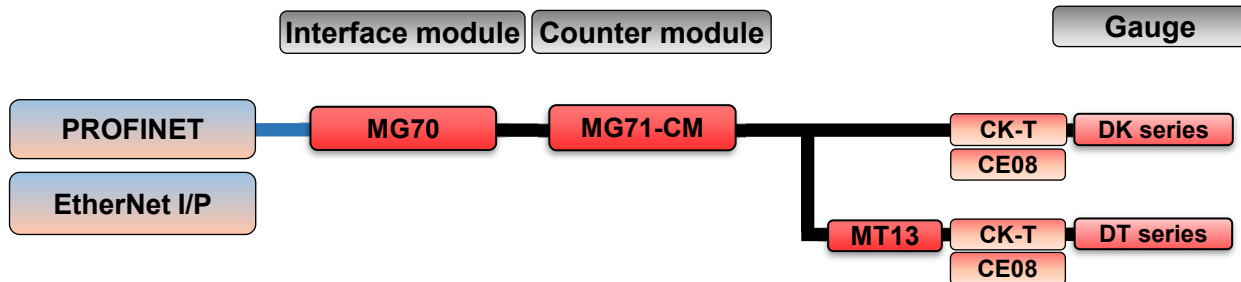 Interface module
Counter module
Gauge
PROFINET
MG70
MG71-CM
CK-T
DK series
CE08
EtherNet I/P
MT13
CK-T
DT series
CE08